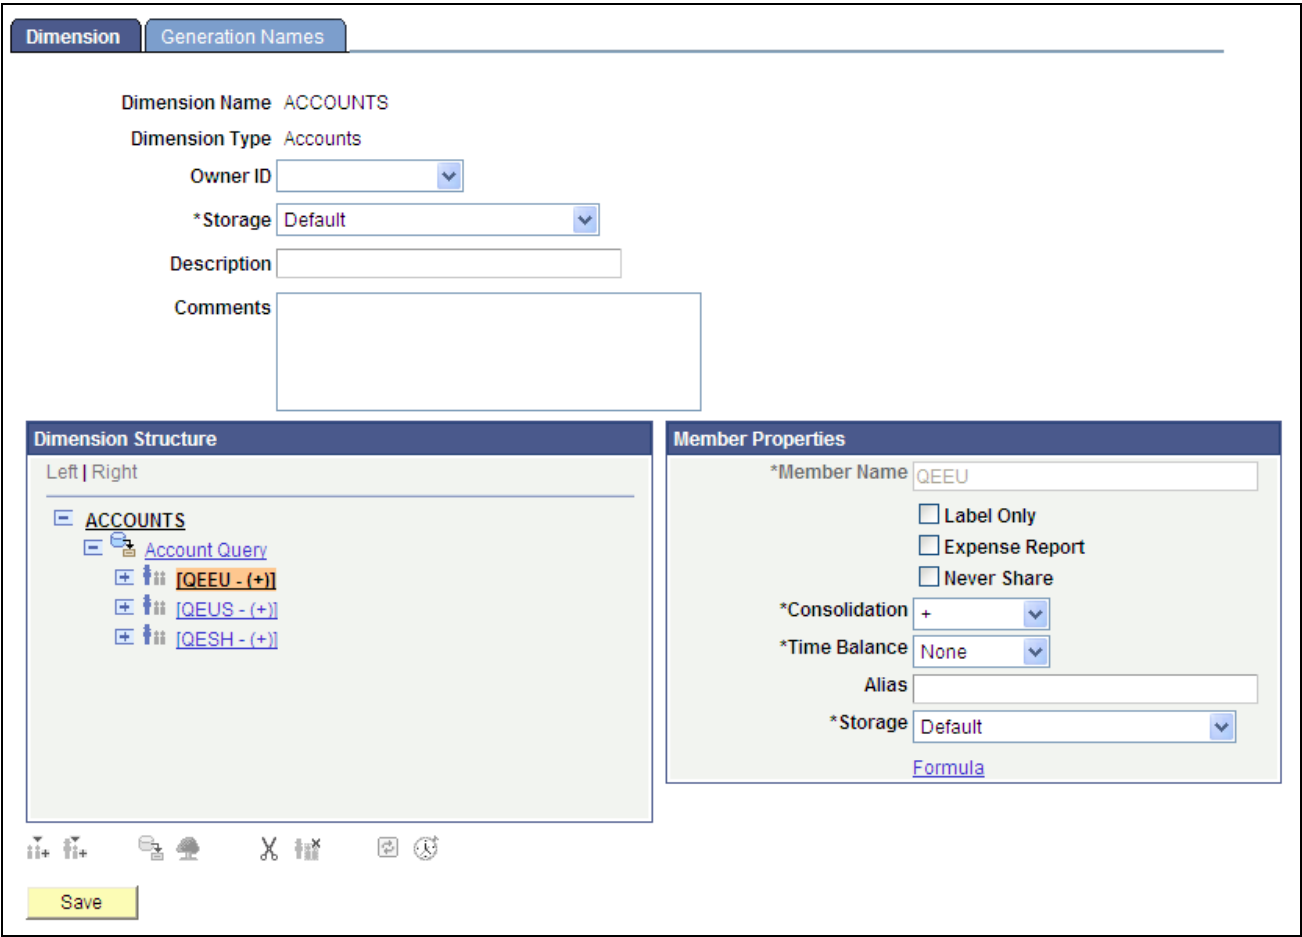 Dimension Generation Names
Dimension Name ACCOUNTS
Dimension Type Accounts
Owner ID
*Storage Default
Description
Comments
Dimension Structure
Left | Right
ACCOUNTS
Account Query
[QEEU - (+)]
[QEUS - (+)]
[QESH - (+)]
Member Properties
*Member Name QEEU
Label Only
Expense Report
Never Share
*Consolidation +
*Time Balance None
Alias
*Storage Default
Formula
Save